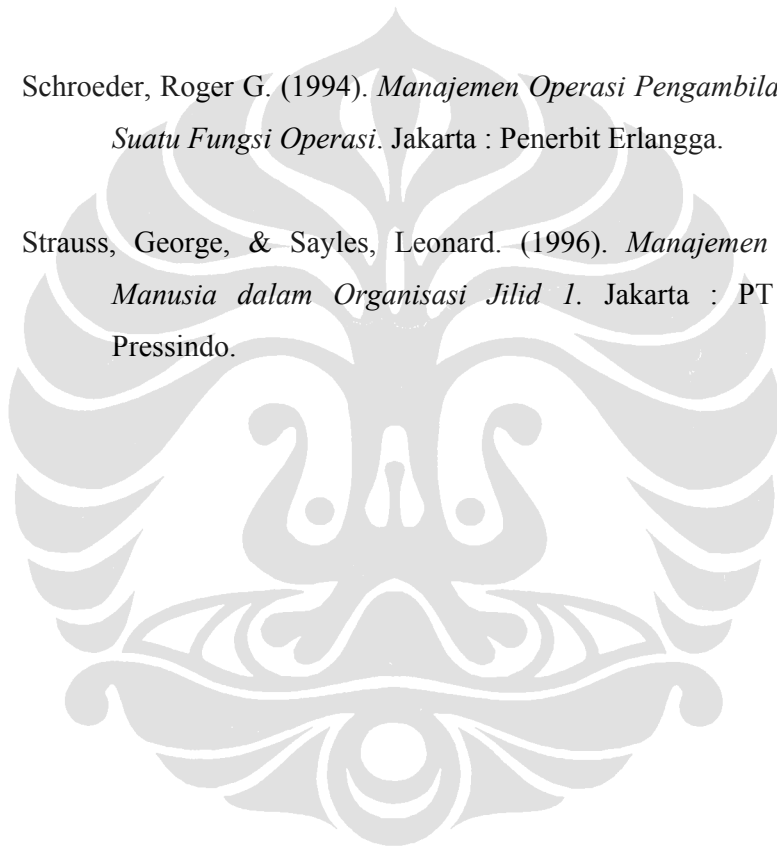 Schroeder, Roger G. (1994). Manajemen Operasi Pengambila
Suatu Fungsi Operasi. Jakarta : Penerbit Erlangga.
Strauss, George, & Sayles, Leonard. (1996). Manajemen
Manusia dalam Organisasi Jilid 1. Jakarta : PT
Pressindo.